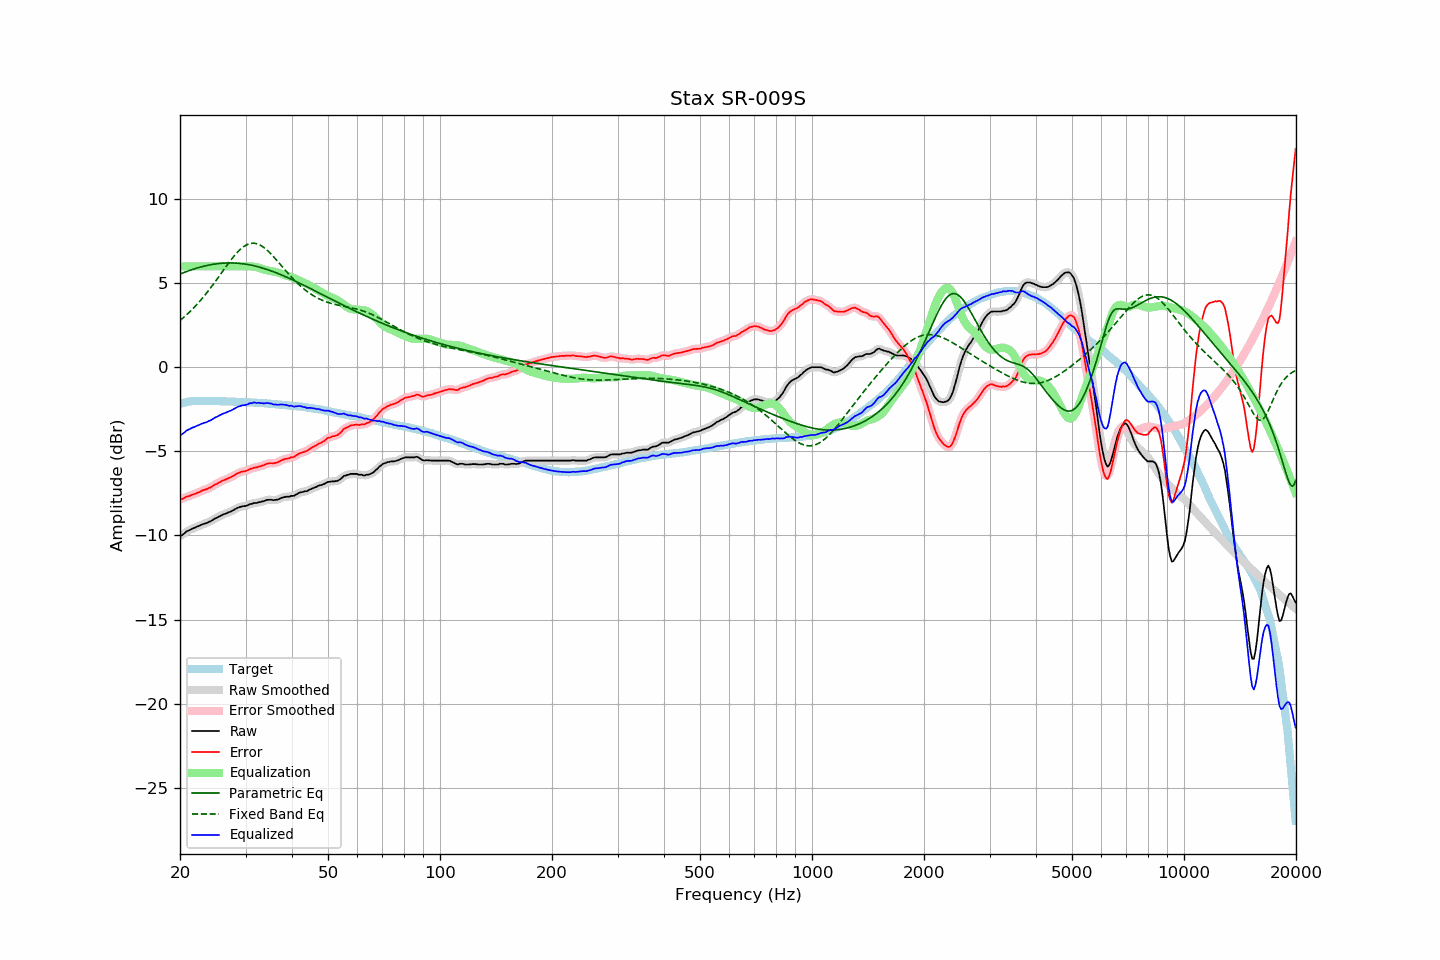 Stax SR-009S
Amplitude (dBr)
10
5
0
−5
−10
−15
−20
−25
Target
Raw Smoothed
Error Smoothed
Raw
Error
Equalization
Parametric Eq
Fixed Band Eq
Equalized
20 50 100 200 500 1000 2000 5000 10000 20000
Frequency (Hz)